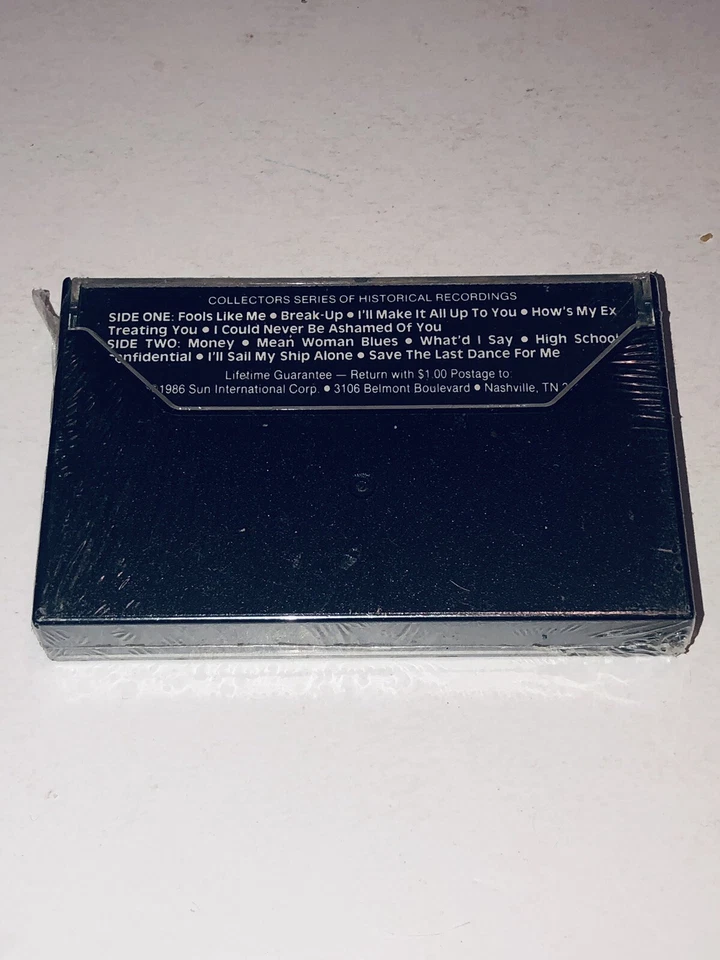 COLLECTORS SERIES OF HISTORICAL RECORDINGS
SIDE ONE: Fools Like Me ● Break-Up ● I'll Make It All Up To You ● How's My Ex
Treating You ● I Could Never Be Ashamed Of You
SIDE TWO: Money ● Mean Woman Blues ● What'd I Say ● High School
Confidential ● I'll Sail My Ship Alone ● Save The Last Dance For Me
Lifetime Guarantee — Return with $1.00 Postage to:
©1986 Sun International Corp. ● 3106 Belmont Boulevard ● Nashville, TN